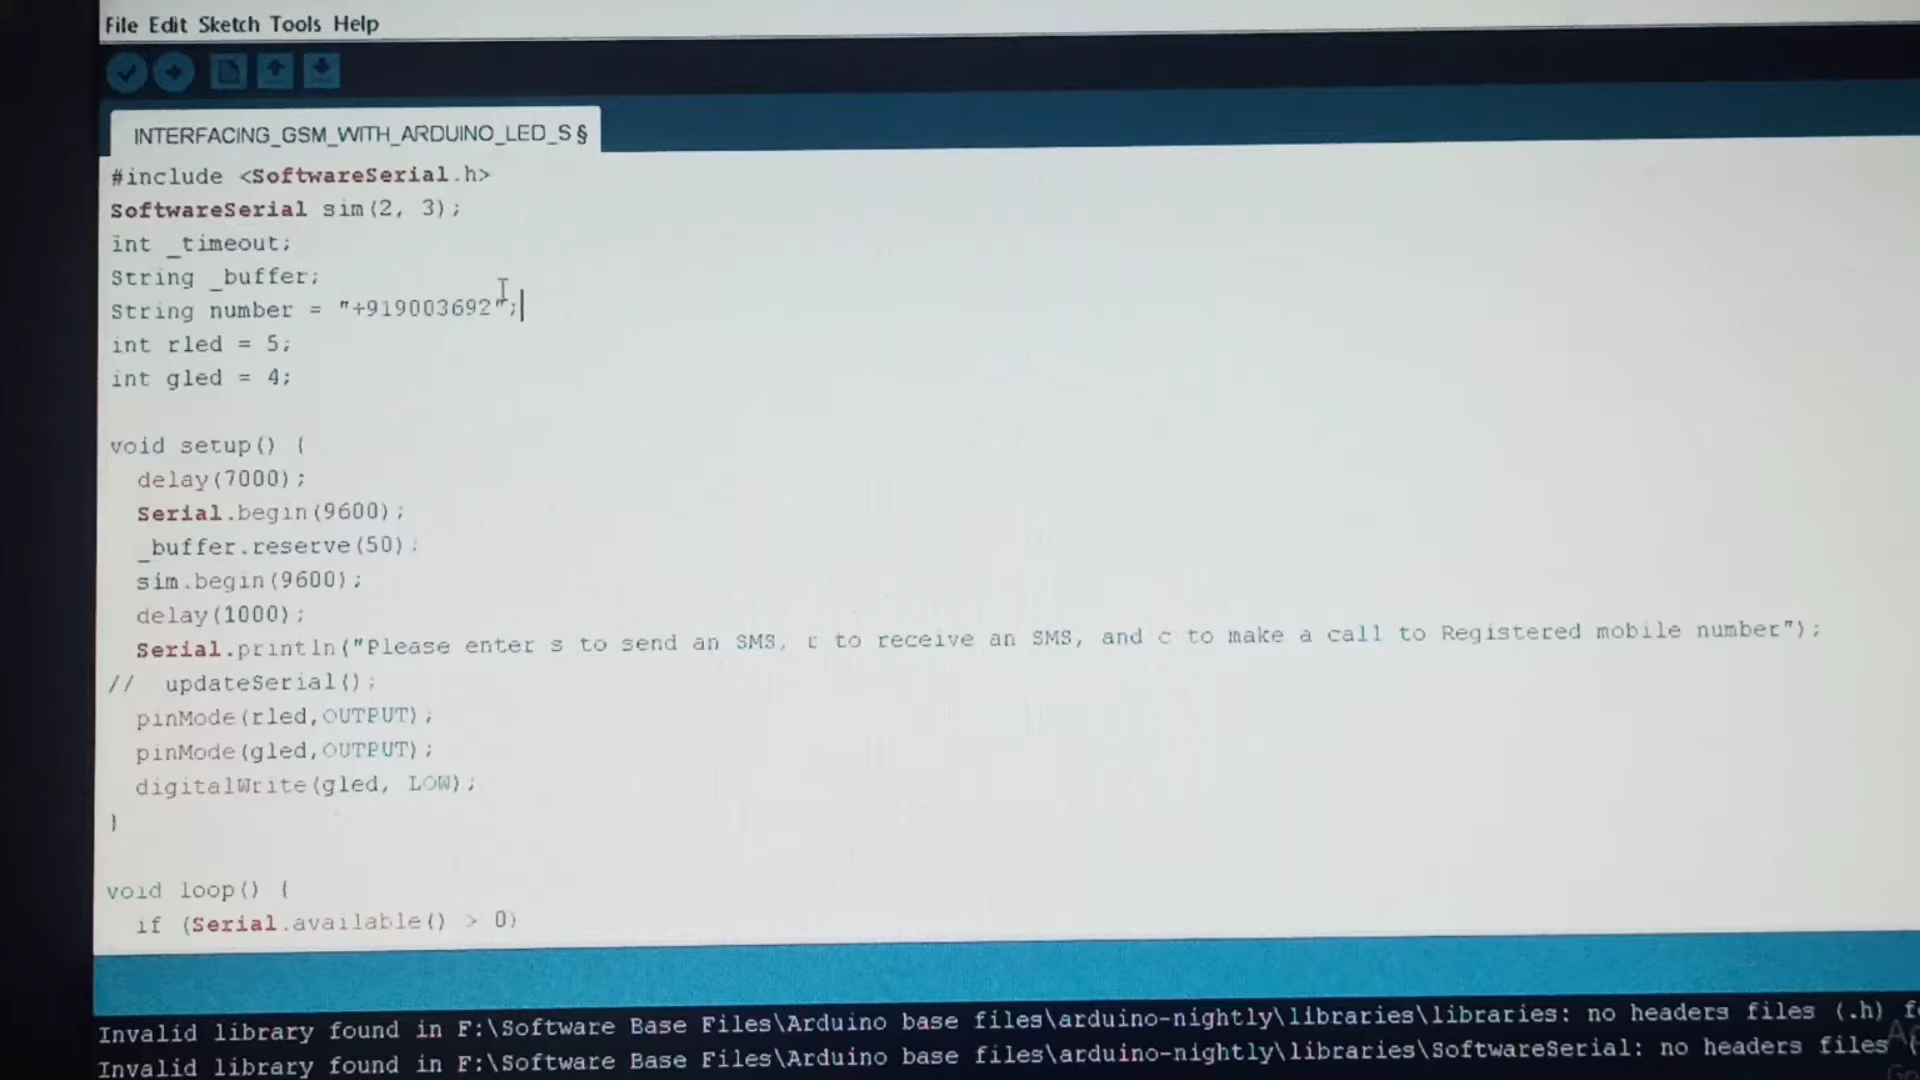 File Edit Sketch Tools Help
INTERFACING_GSM_WITH_ARDUINO_LED_S §
#include <SoftwareSerial.h>
SoftwareSerial sim(2, 3);
int _timeout;
String _buffer;
String number = "+919003692";
int rled = 5;
int gled = 4;
void setup() {
delay(7000);
Serial.begin(9600);
_buffer.reserve(50);
sim.begin(9600);
delay(1000);
Serial.println("Please enter s to send an SMS, r to receive an SMS, and c to make a call to Registered mobile number");
// updateSerial();
pinMode(rled,OUTPUT);
pinMode(gled,OUTPUT);
digitalWrite(gled, LOW);
}
void loop() {
if (Serial.available() > 0)
Invalid library found in F:\Software Base Files\Arduino base files\arduino-nightly\libraries\libraries: no headers files (.h)
Invalid library found in F:\Software Base Files\Arduino base files\arduino-nightly\libraries\SoftwareSerial: no headers files